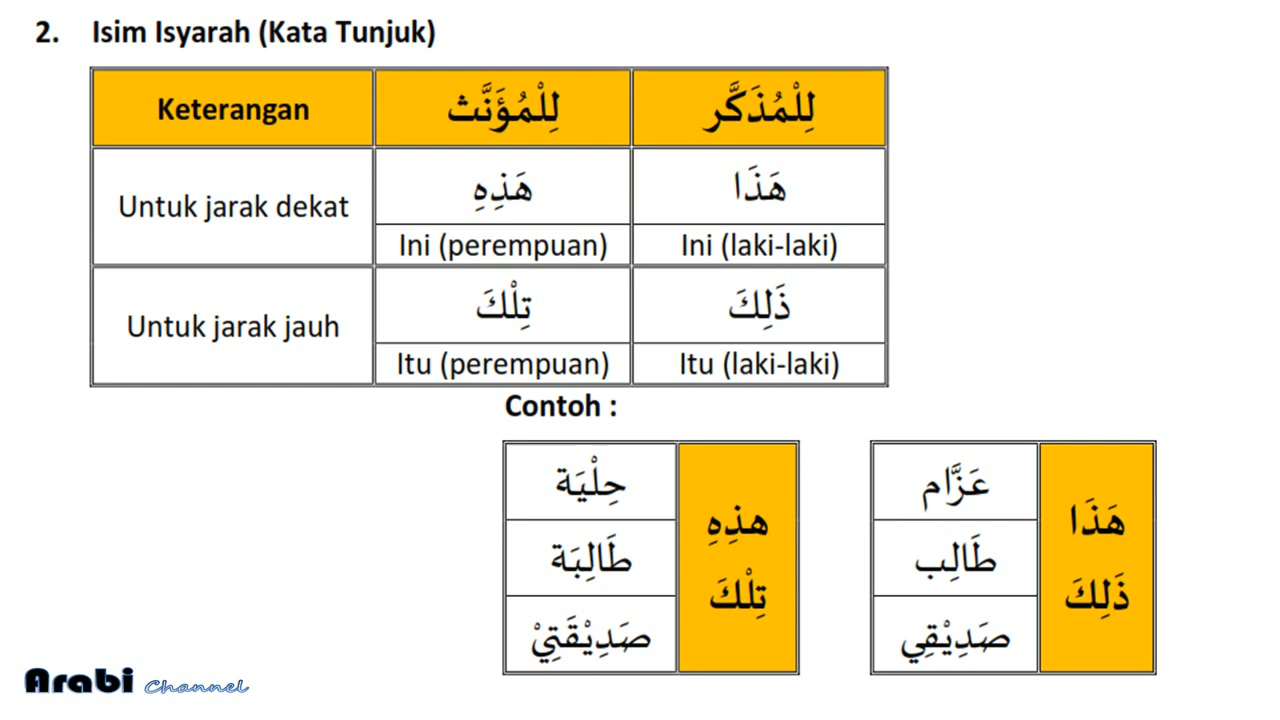 2. Isim Isyarah (Kata Tunjuk)
Keterangan لِلْمُؤَنَّث لِلْمُذَكَّر
Untuk jarak dekat هَذِهِ هَذَا
Ini (perempuan) Ini (laki-laki)
Untuk jarak jauh تِلْكَ ذَلِكَ
Itu (perempuan) Itu (laki-laki)
Contoh :
حِلْيَة
طَالِبَة
صَدِيْقَتِيْ
هذِهِ
تِلْكَ
عَزَّام
طَالِب
صَدِيْقِي
هَذَا
ذَلِكَ
Arabi Channel